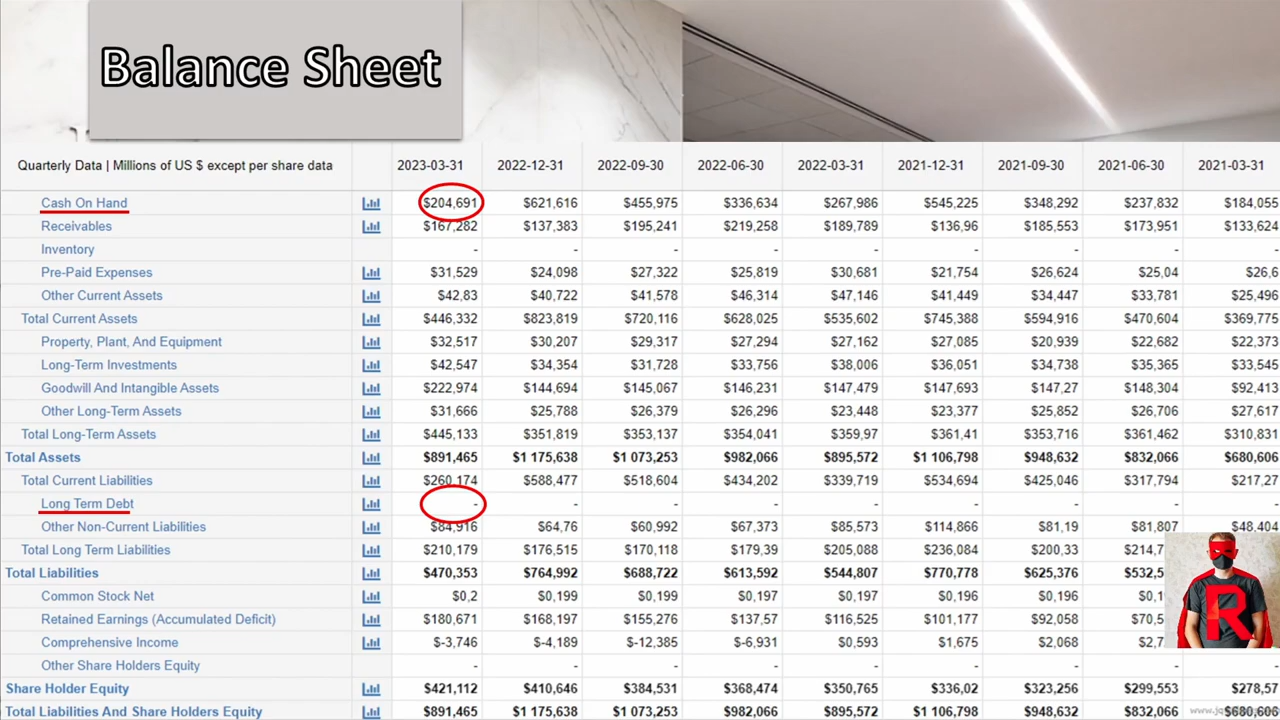 Balance Sheet
Quarterly Data | Millions of US $ except per share data 2023-03-31 2022-12-31 2022-09-30 2022-06-30 2022-03-31 2021-12-31 2021-09-30 2021-06-30 2021-03-31
Cash On Hand $204,691 $621,616 $455,975 $336,634 $267,986 $545,225 $348,292 $237,832 $184,055
Receivables $167,282 $137,383 $195,241 $219,258 $189,789 $136,96 $185,553 $173,951 $133,624
Inventory - - - - - - - - -
Pre-Paid Expenses $31,529 $24,098 $27,322 $25,819 $30,681 $21,754 $26,624 $25,04 $26,6
Other Current Assets $42,83 $40,722 $41,578 $46,314 $47,146 $41,449 $34,447 $33,781 $25,496
Total Current Assets $446,332 $823,819 $720,116 $628,025 $535,602 $745,388 $594,916 $470,604 $369,775
Property, Plant, And Equipment $32,517 $30,207 $29,317 $27,294 $27,162 $27,085 $20,939 $22,682 $22,373
Long-Term Investments $42,547 $34,354 $31,728 $33,756 $38,006 $36,051 $34,738 $35,365 $33,545
Goodwill And Intangible Assets $222,974 $144,694 $145,067 $146,231 $147,479 $147,693 $147,27 $148,304 $92,413
Other Long-Term Assets $31,666 $25,788 $26,379 $26,296 $23,448 $23,377 $25,852 $26,706 $27,617
Total Long-Term Assets $445,133 $351,819 $353,137 $354,041 $359,97 $361,41 $353,716 $361,462 $310,831
Total Assets $891,465 $1 175,638 $1 073,253 $982,066 $895,572 $1 106,798 $948,632 $832,066 $680,606
Total Current Liabilities $260,174 $588,477 $518,604 $434,202 $339,719 $534,694 $425,046 $317,794 $217,27
Long Term Debt - - - - - - - - -
Other Non-Current Liabilities $84,916 $64,76 $60,992 $67,373 $85,573 $114,866 $81,19 $81,807 $48,404
Total Long Term Liabilities $210,179 $176,515 $170,118 $179,39 $205,088 $236,084 $200,33 $214,7
Total Liabilities $470,353 $764,992 $688,722 $613,592 $544,807 $770,778 $625,376 $532,5
Common Stock Net $0,2 $0,199 $0,199 $0,197 $0,197 $0,196 $0,196 $0,1
Retained Earnings (Accumulated Deficit) $180,671 $168,197 $155,276 $137,57 $116,525 $101,177 $92,058 $70,5
Comprehensive Income $-3,746 $-4,189 $-12,385 $-6,931 $0,593 $1,675 $2,068 $2,7
Other Share Holders Equity - - - - - - -
R
Share Holder Equity $421,112 $410,646 $384,531 $368,474 $350,765 $336,02 $323,256 $299,553 $278,57
Total Liabilities And Share Holders Equity $891,465 $1 175,638 $1 073,253 $982,066 $895,572 $1 106,798 $948,632 $832,066 $680,606